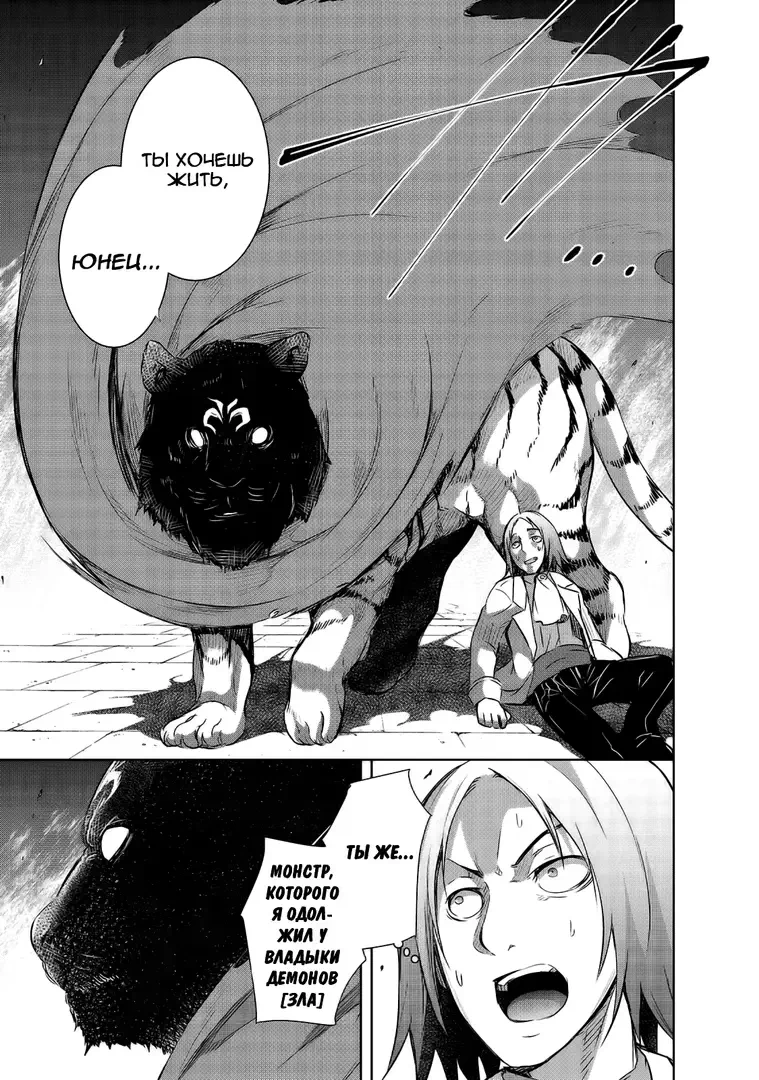 ТЫ ХОЧЕШЬ
ЖИТЬ,
ЮНЕЦ...
ТЫ ЖЕ...
МОНСТР,
КОТОРОГО
Я ОДОЛ-
ЖИЛ У
ВЛАДЫКИ
ДЕМОНОВ
[ЗЛА]